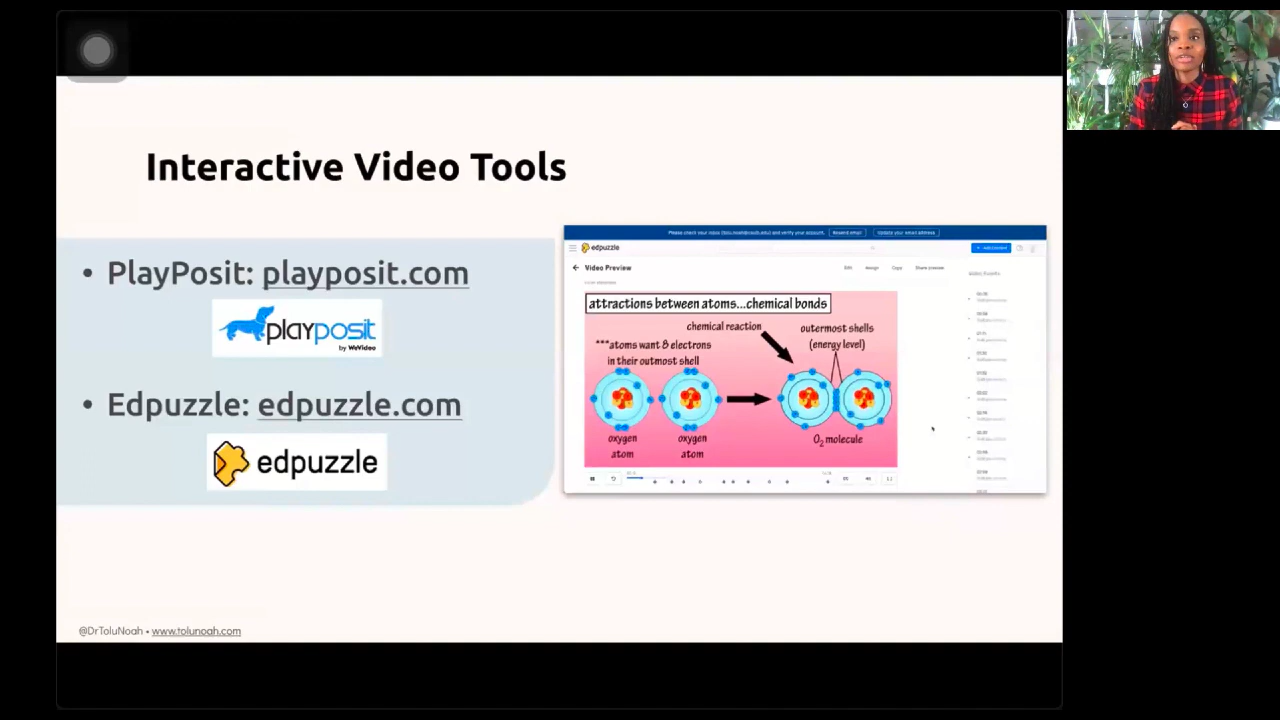 Interactive Video Tools
• PlayPosit: playposit.com
playposit
by WeVideo
• Edpuzzle: edpuzzle.com
edpuzzle
Please check your inbox (tolu.noah@csulb.edu) and verify your account. Resend email Update your email address
edpuzzle
Video Preview
Edit Assign Copy Share preview
attractions between atoms...chemical bonds
chemical reaction
outermost shells
(energy level)
***atoms want 8 electrons
in their outmost shell
oxygen
atom
oxygen
atom
O₂ molecule
@DrToluNoah • www.tolunoah.com